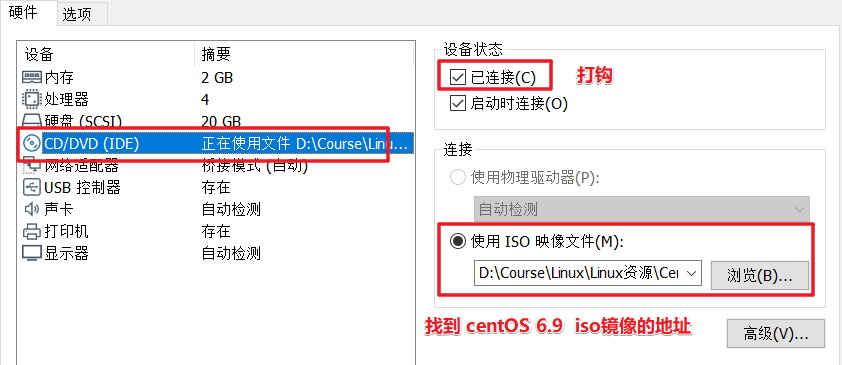 硬件 选项
设备 摘要
内存 2 GB
处理器 4
硬盘 (SCSI) 20 GB
CD/DVD (IDE) 正在使用文件 D:\Course\Linu...
网络适配器 桥接模式 (自动)
USB 控制器 存在
声卡 自动检测
打印机 存在
显示器 自动检测
设备状态
已连接(C) 打钩
启动时连接(O)
连接
使用物理驱动器(P):
自动检测
使用 ISO 映像文件(M):
D:\Course\Linux\Linux资源\Cer 浏览(B)...
找到 centOS 6.9 iso镜像的地址
高级(V)...